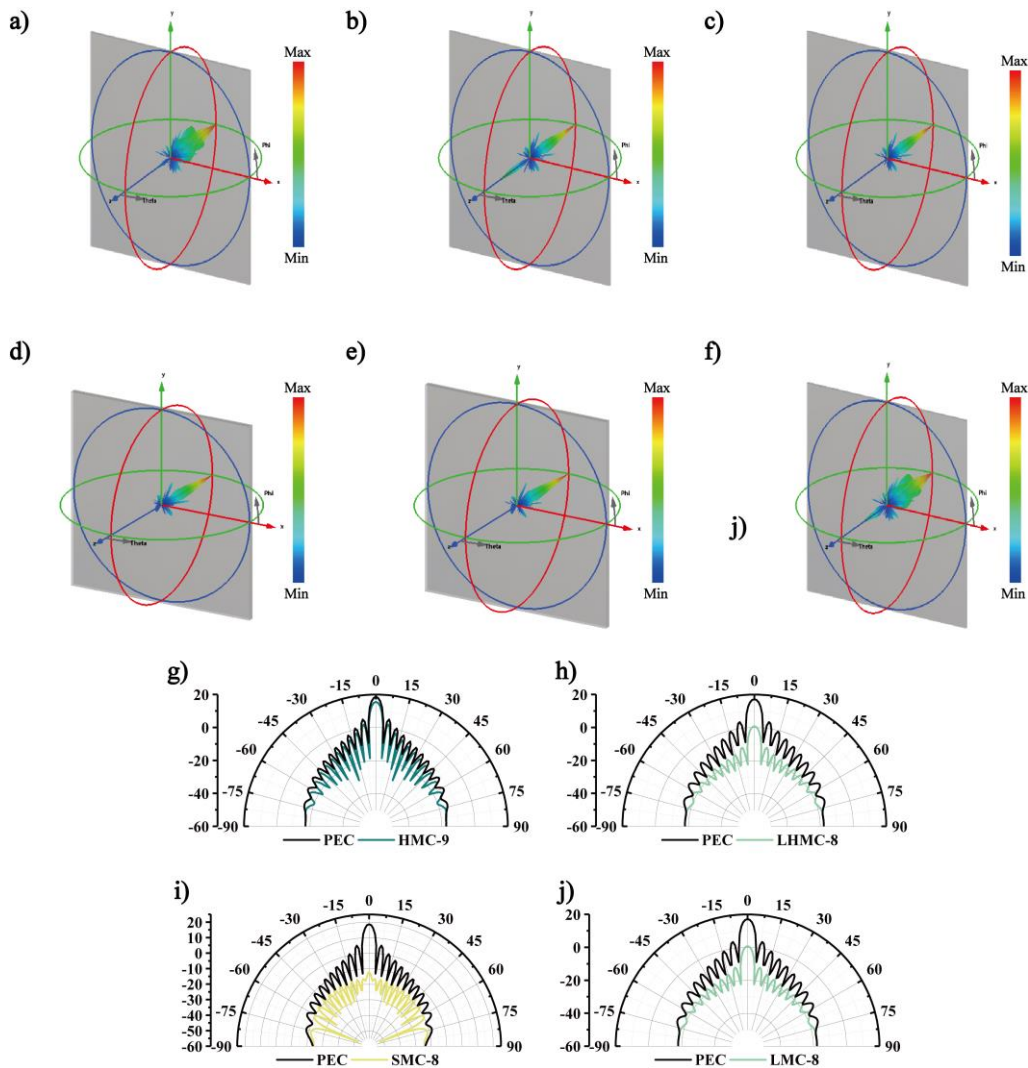 a)
b)
c)
y
Max
Phi
x
z
Theta
Min
y
Max
Phi
x
z
Theta
Min
y
Max
Phi
x
z
Theta
Min
d)
e)
f)
y
Max
Phi
x
z
Theta
Min
y
Max
Phi
x
z
Theta
Min
y
Max
Phi
x
z
Theta
Min
j)
g)
20
0
-20
-40
-60
-90
-75
-60
-45
-30
-15
0
15
30
45
60
75
90
PEC
HMC-9
h)
20
0
-20
-40
-60
-90
-75
-60
-45
-30
-15
0
15
30
45
60
75
90
PEC
LHMC-8
i)
20
10
0
-10
-20
-30
-40
-50
-60
-90
-75
-60
-45
-30
-15
0
15
30
45
60
75
90
PEC
SMC-8
j)
20
0
-20
-40
-60
-90
-75
-60
-45
-30
-15
0
15
30
45
60
75
90
PEC
LMC-8